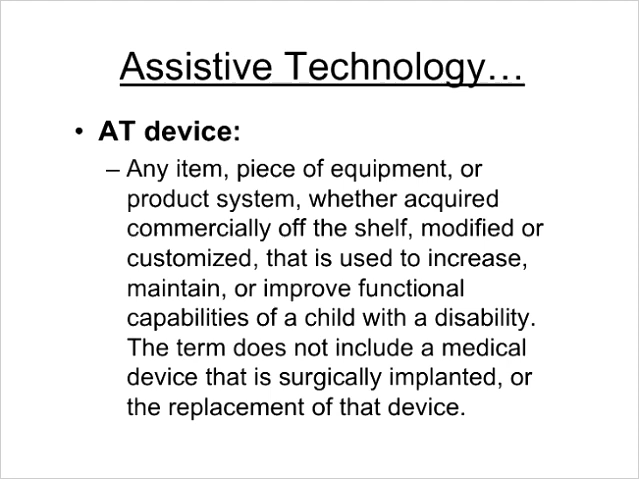 Assistive Technology…
• AT device:
– Any item, piece of equipment, or
product system, whether acquired
commercially off the shelf, modified or
customized, that is used to increase,
maintain, or improve functional
capabilities of a child with a disability.
The term does not include a medical
device that is surgically implanted, or
the replacement of that device.